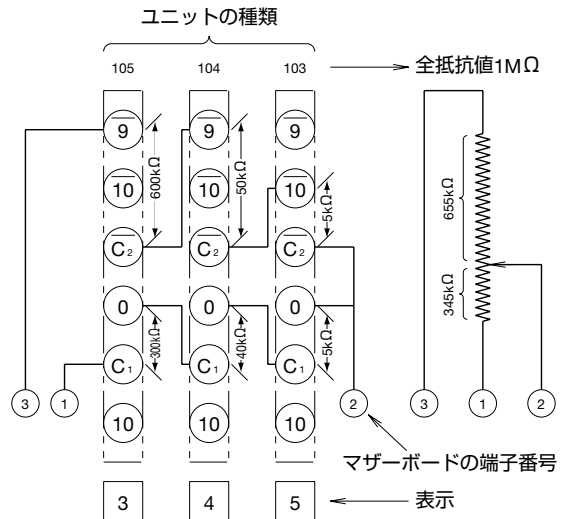 ユニットの種類
105 104 103 全抵抗値1MΩ
9 9 9
600kΩ 50kΩ
10 10 10
5kΩ
655kΩ
C2 C2 C2
0 0 0
300kΩ 40kΩ 5kΩ
345kΩ
C1 C1 C1
3 1 2 3 1 2
10 10 10
マザーボードの端子番号
3 4 5 表示